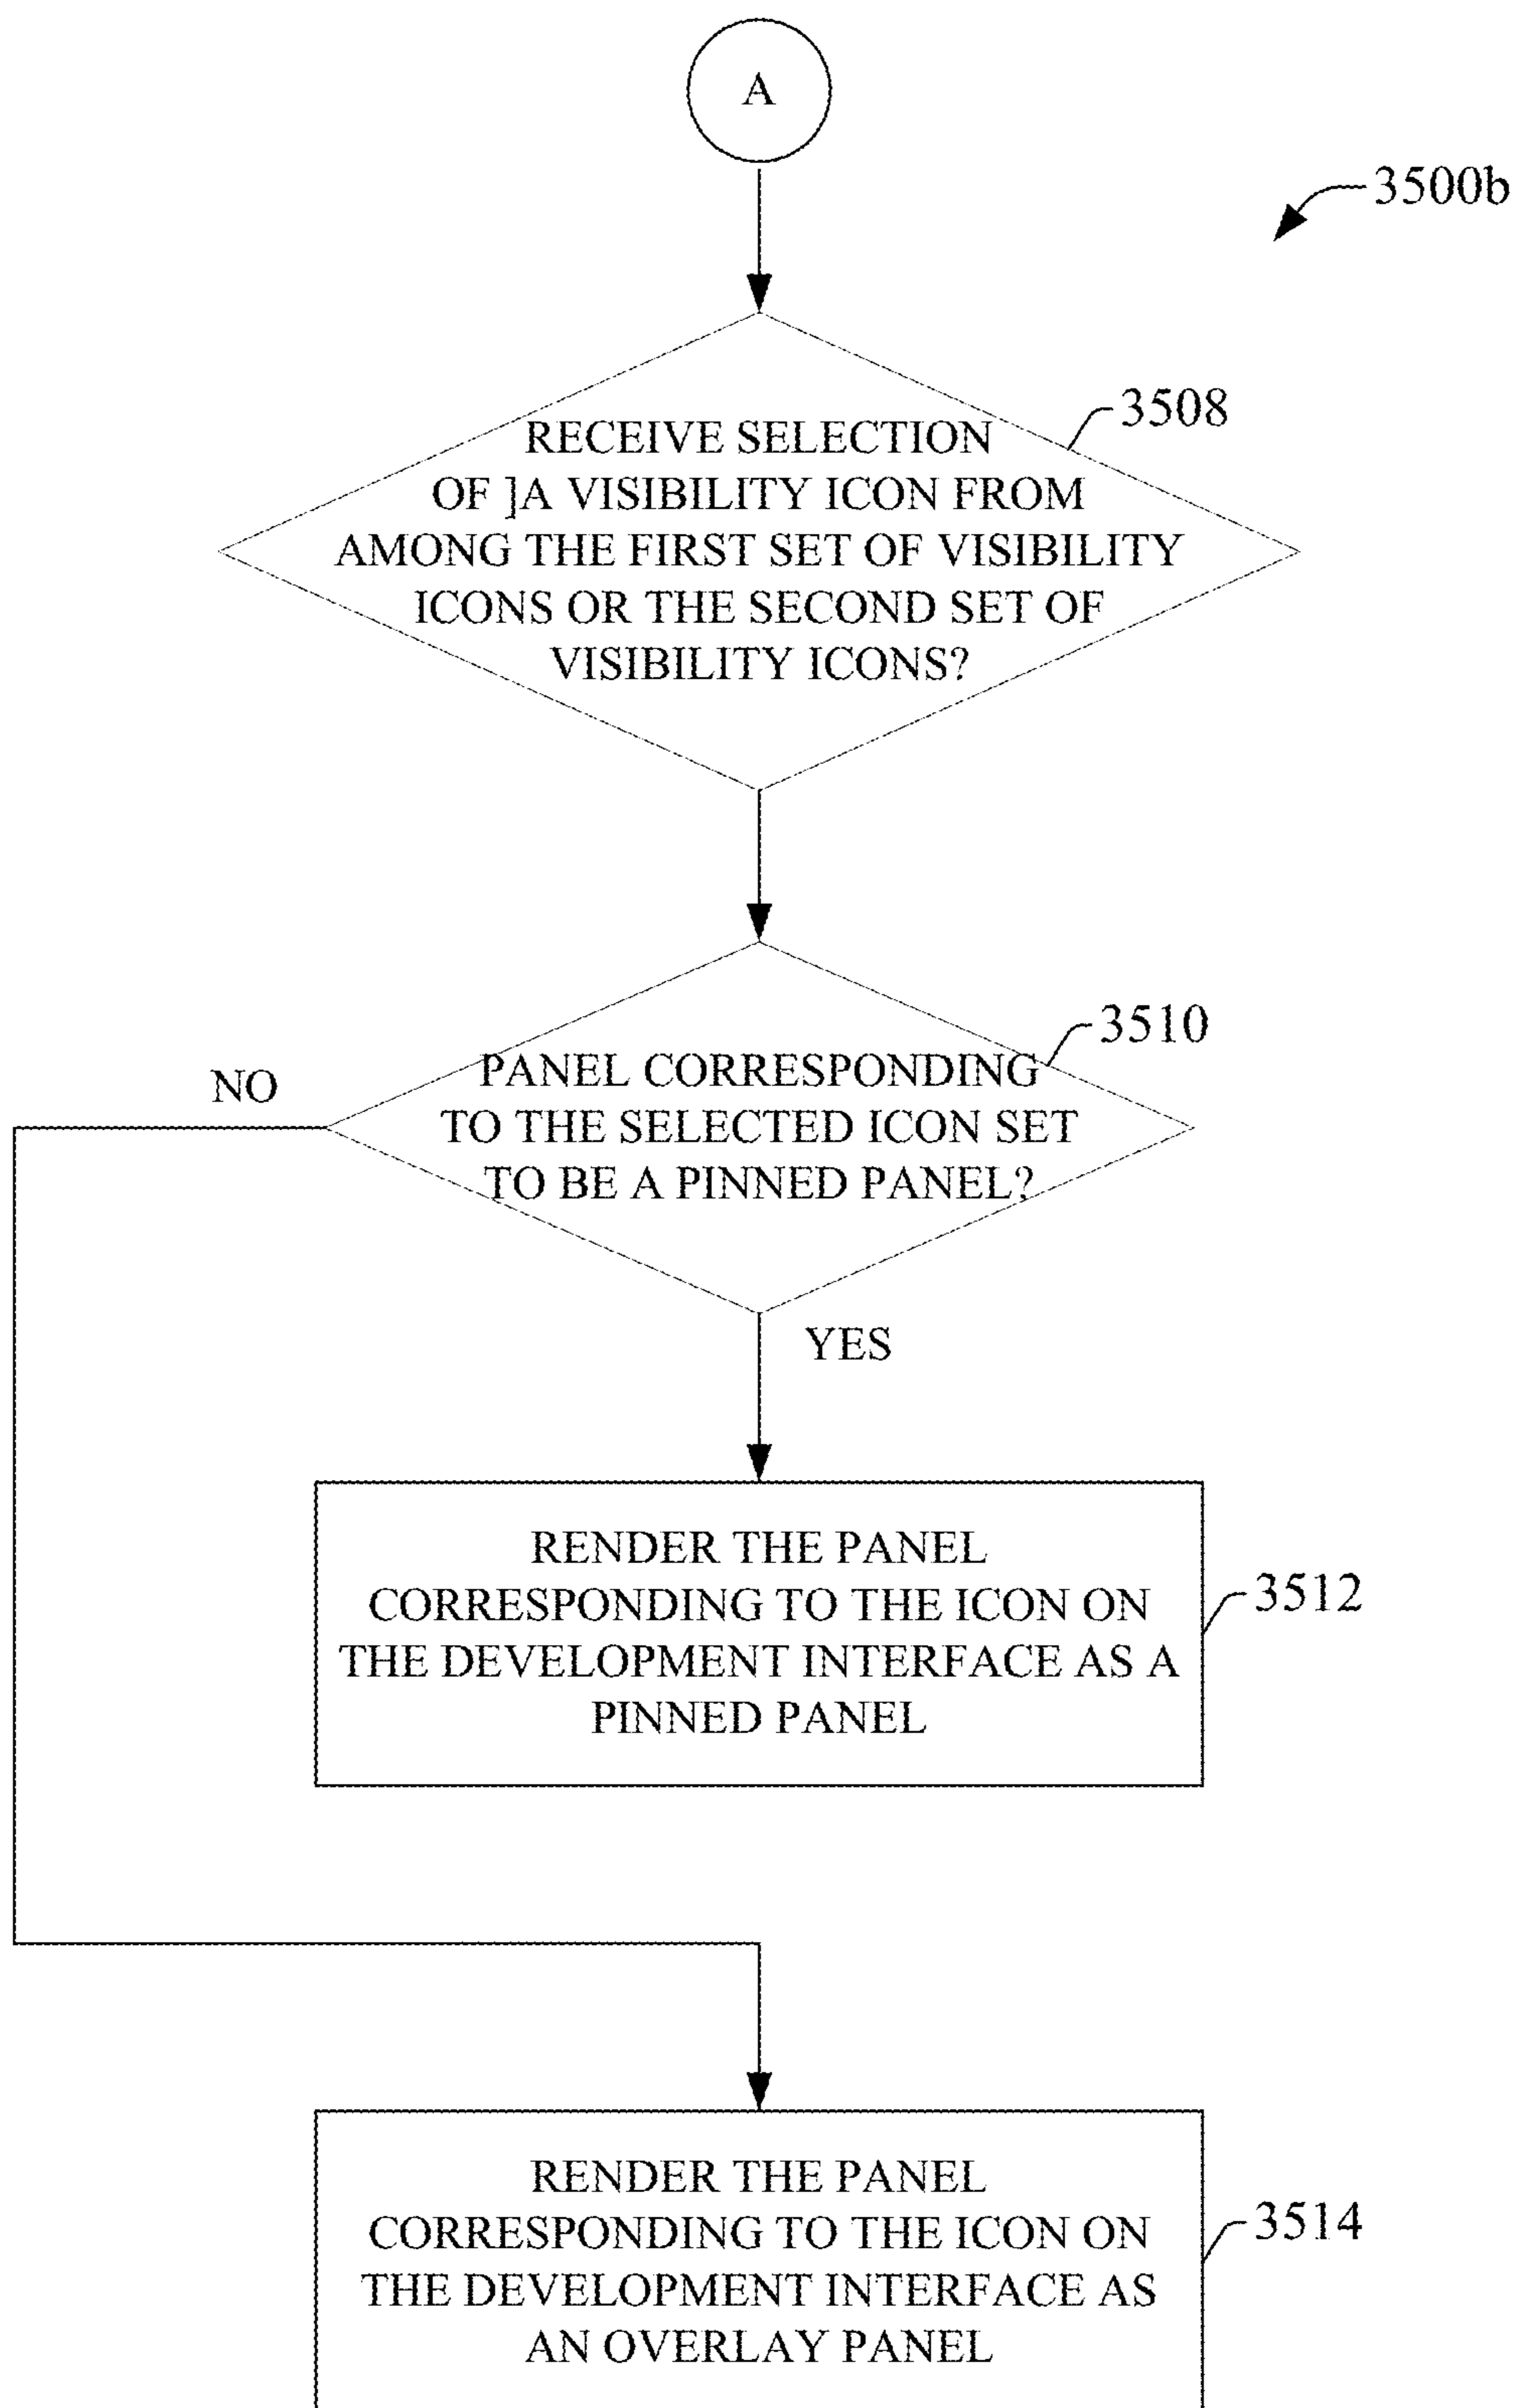 A
3500b
3508
RECEIVE SELECTION
OF ]A VISIBILITY ICON FROM
AMONG THE FIRST SET OF VISIBILITY
ICONS OR THE SECOND SET OF
VISIBILITY ICONS?
3510
PANEL CORRESPONDING
TO THE SELECTED ICON SET
TO BE A PINNED PANEL?
NO
YES
RENDER THE PANEL
CORRESPONDING TO THE ICON ON
THE DEVELOPMENT INTERFACE AS A
PINNED PANEL
3512
RENDER THE PANEL
CORRESPONDING TO THE ICON ON
THE DEVELOPMENT INTERFACE AS
AN OVERLAY PANEL
3514